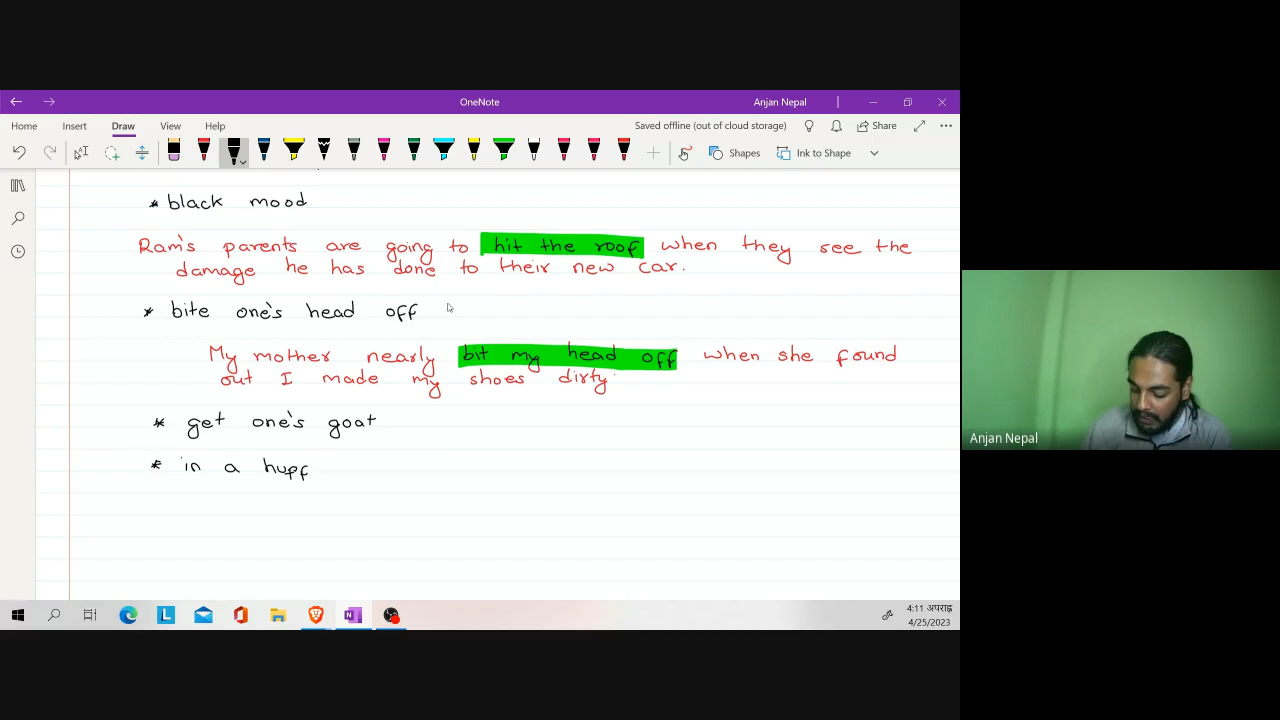 OneNote
Anjan Nepal
Home Insert Draw View Help
Saved offline (out of cloud storage) Share
Shapes Ink to Shape
* black mood
Ram's parents are going to hit the roof when they see the
damage he has done to their new car.
* bite one's head off
My mother nearly bit my head off when she found
out I made my shoes dirty.
* get one's goat
* in a huff
Anjan Nepal
4:11 अपराह्न
4/25/2023